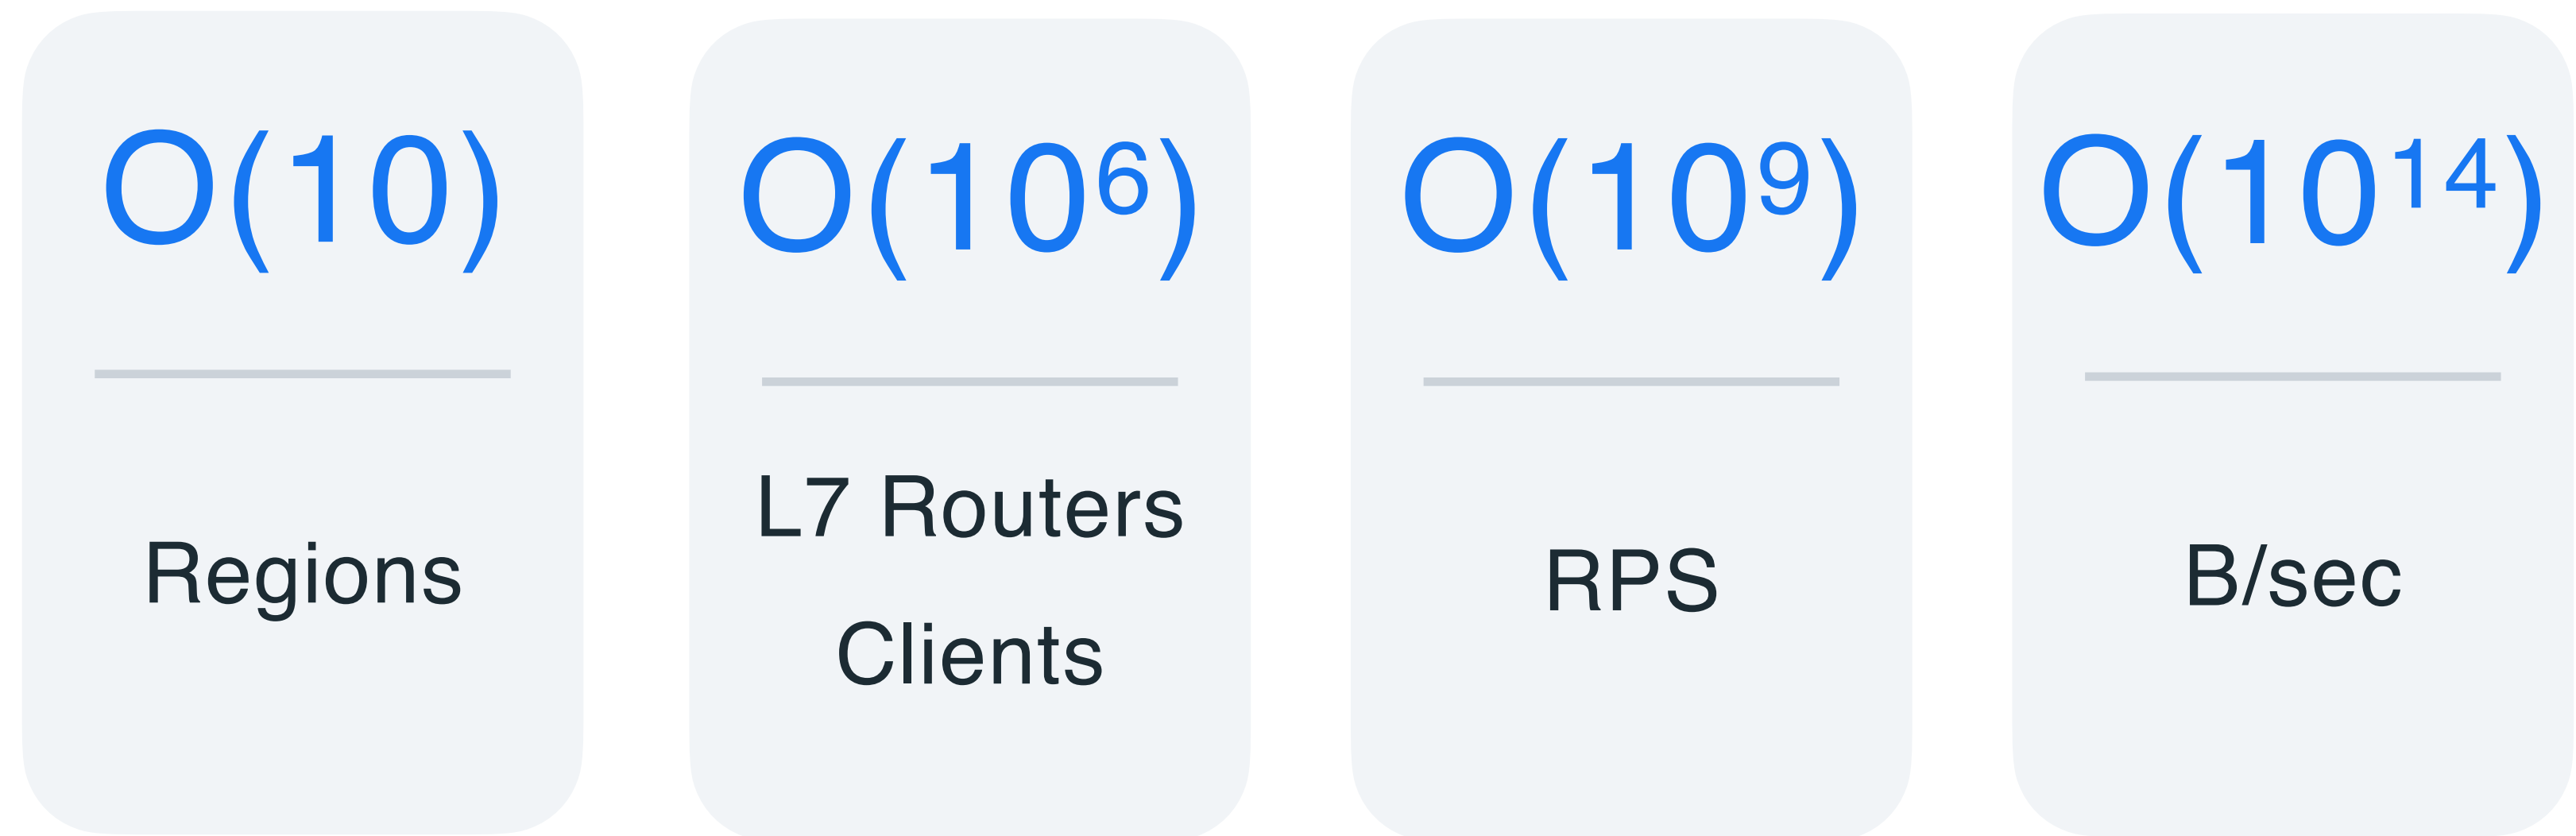 O(10)
Regions
O(10⁶)
L7 Routers
Clients
O(10⁹)
RPS
O(10¹⁴)
B/sec